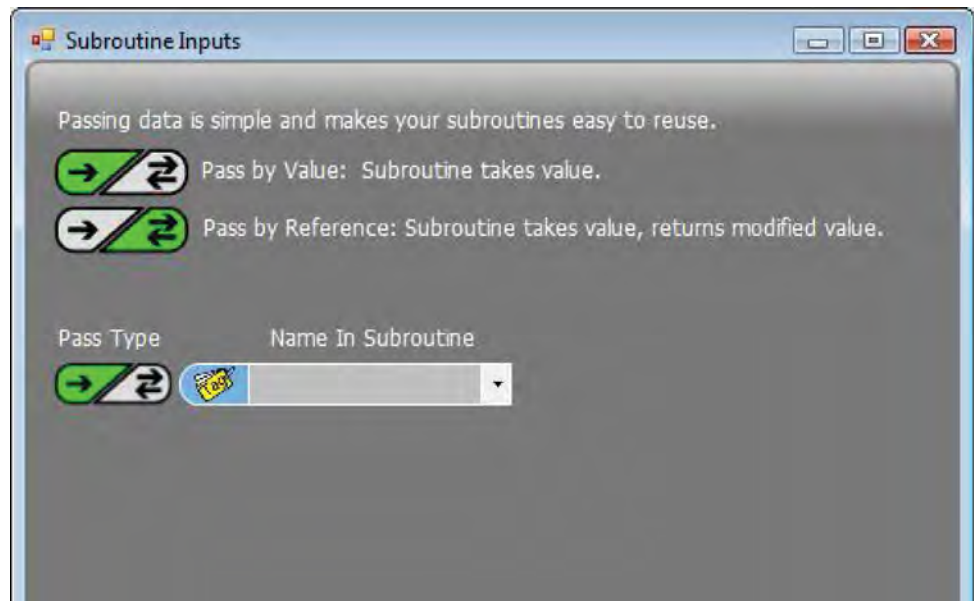 Subroutine Inputs
Passing data is simple and makes your subroutines easy to reuse.
Pass by Value: Subroutine takes value.
Pass by Reference: Subroutine takes value, returns modified value.
Pass Type Name In Subroutine
Tag